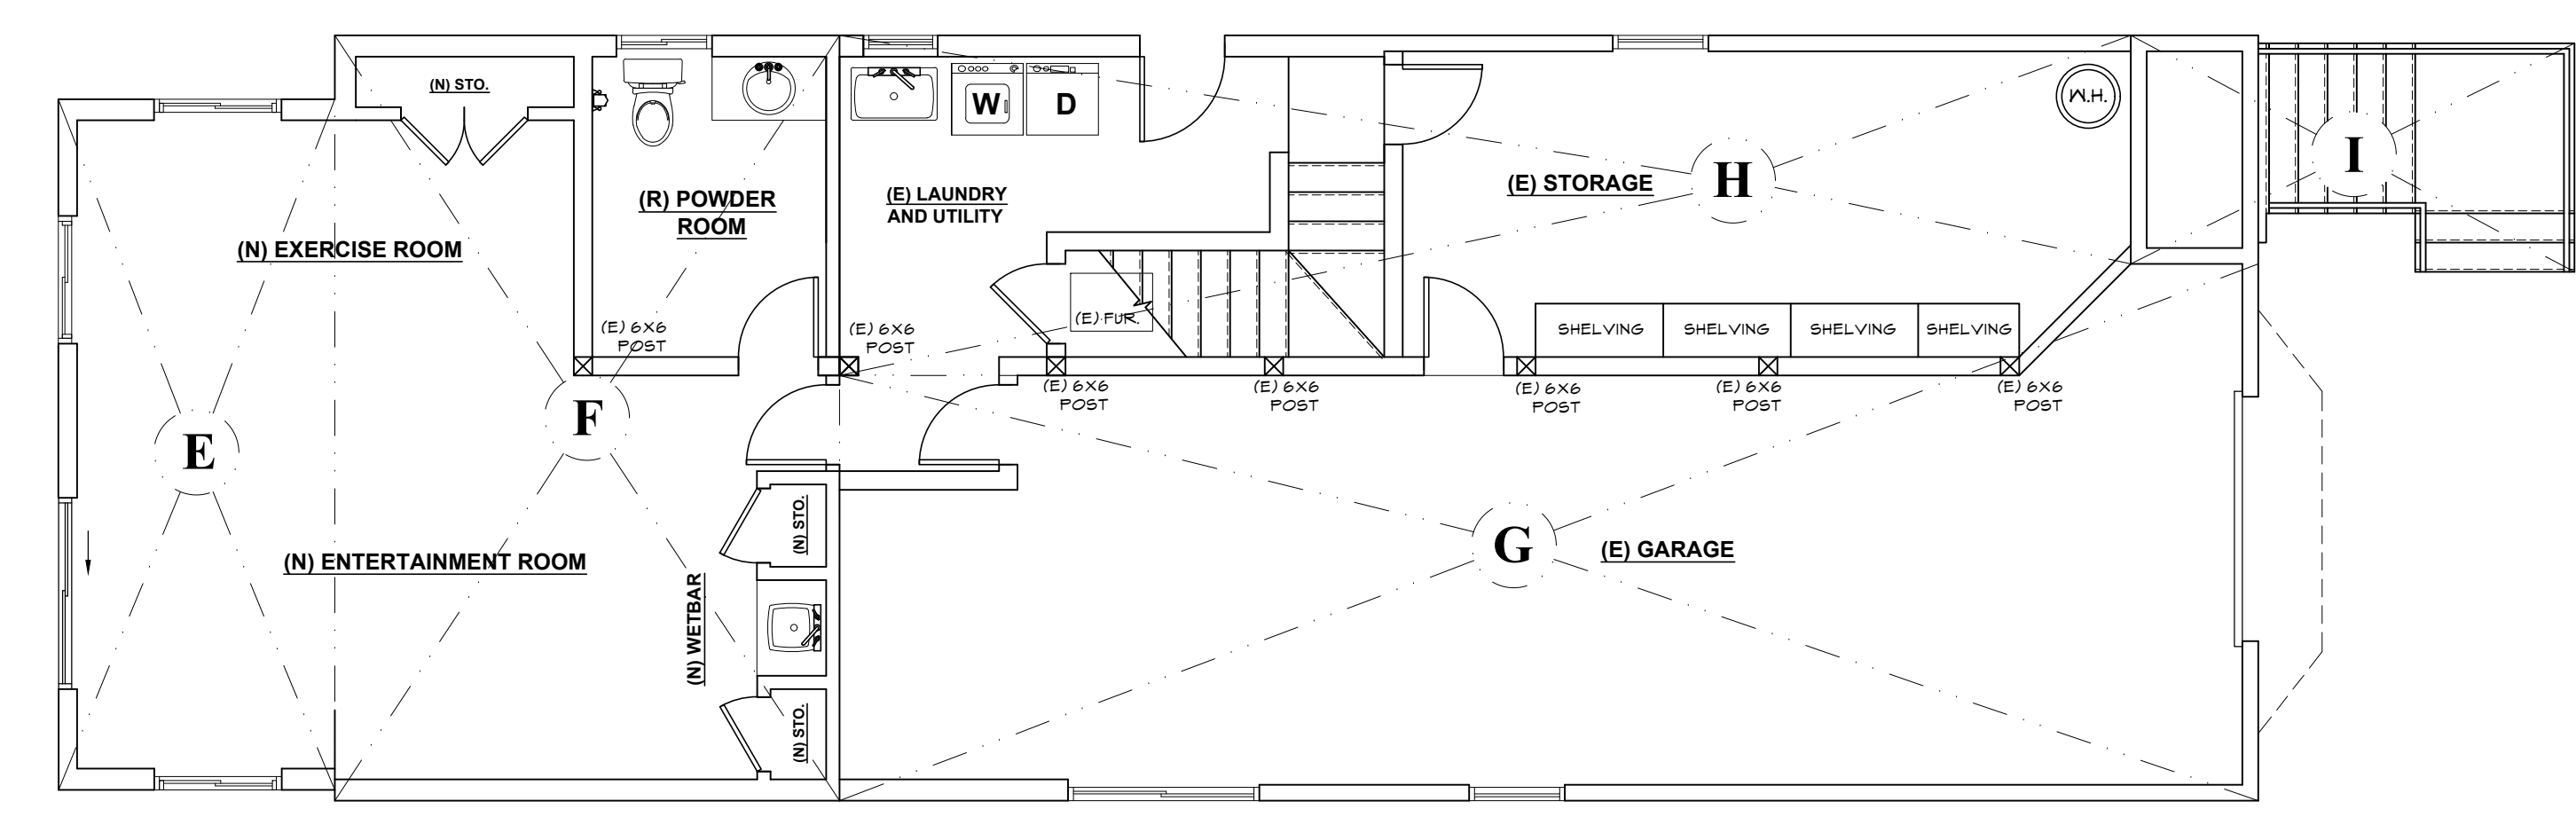 (N) STO.
W
D
W.H.
I
H
(E) STORAGE
(R) POWDER
ROOM
(E) LAUNDRY
AND UTILITY
(N) EXERCISE ROOM
(E) FUR.
(E) 6X6
POST
(E) 6X6
POST
SHELVING
SHELVING
SHELVING
SHELVING
(E) 6X6
POST
(E) 6X6
POST
(E) 6X6
POST
(E) 6X6
POST
(E) 6X6
POST
F
E
(N) STO.
G
(E) GARAGE
(N) ENTERTAINMENT ROOM
(N) WETBAR
(N) STO.